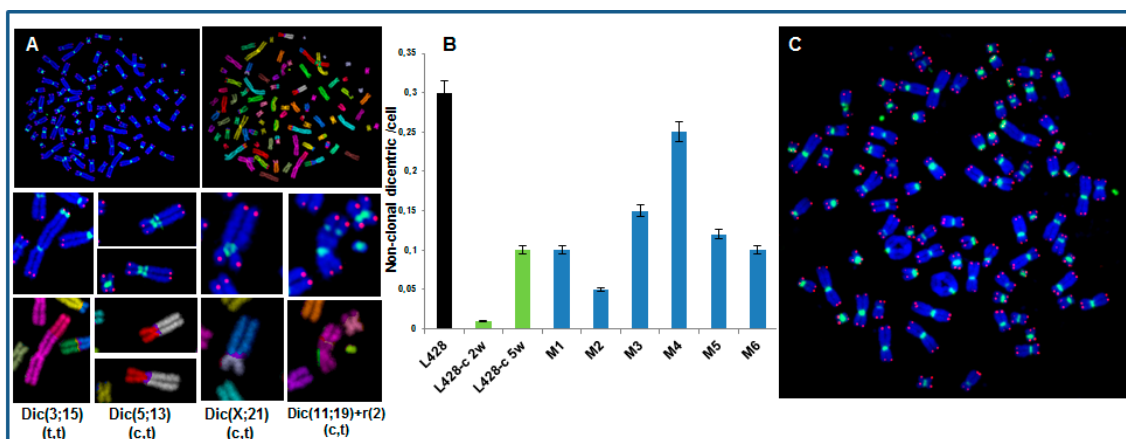 A
B
C
Non-clonal dicentric /cell
0,35
0,3
0,25
0,2
0,15
0,1
0,05
0
L428
L428-c 2w
L428-c 5w
M1
M2
M3
M4
M5
M6
Dic(3;15)
(t,t)
Dic(5;13)
(c,t)
Dic(X;21)
(c,t)
Dic(11;19)+r(2)
(c,t)